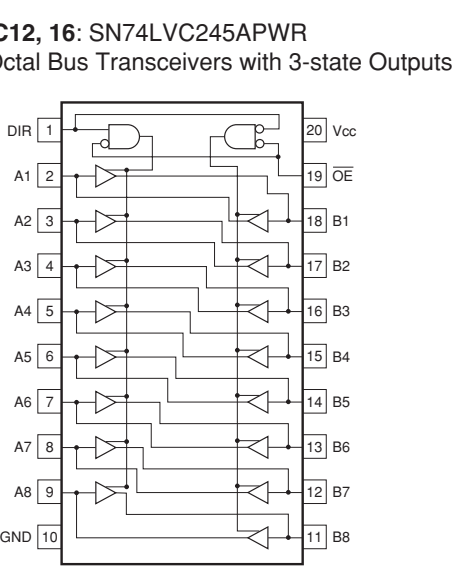 C12, 16: SN74LVC245APWR
Octal Bus Transceivers with 3-state Outputs
DIR 1
20 Vcc
A1 2
19 OE
A2 3
18 B1
A3 4
17 B2
A4 5
16 B3
A5 6
15 B4
A6 7
14 B5
A7 8
13 B6
A8 9
12 B7
GND 10
11 B8